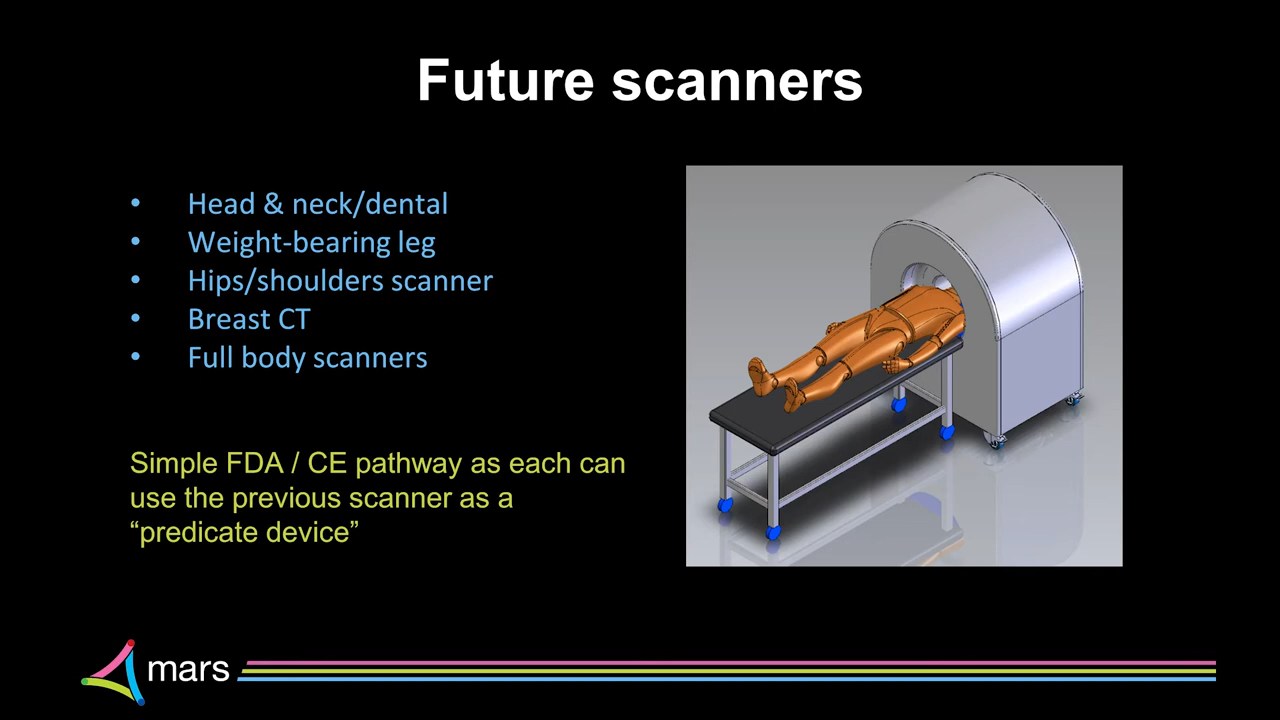 Future scanners
• Head & neck/dental
• Weight-bearing leg
• Hips/shoulders scanner
• Breast CT
• Full body scanners
Simple FDA / CE pathway as each can
use the previous scanner as a
“predicate device”
mars